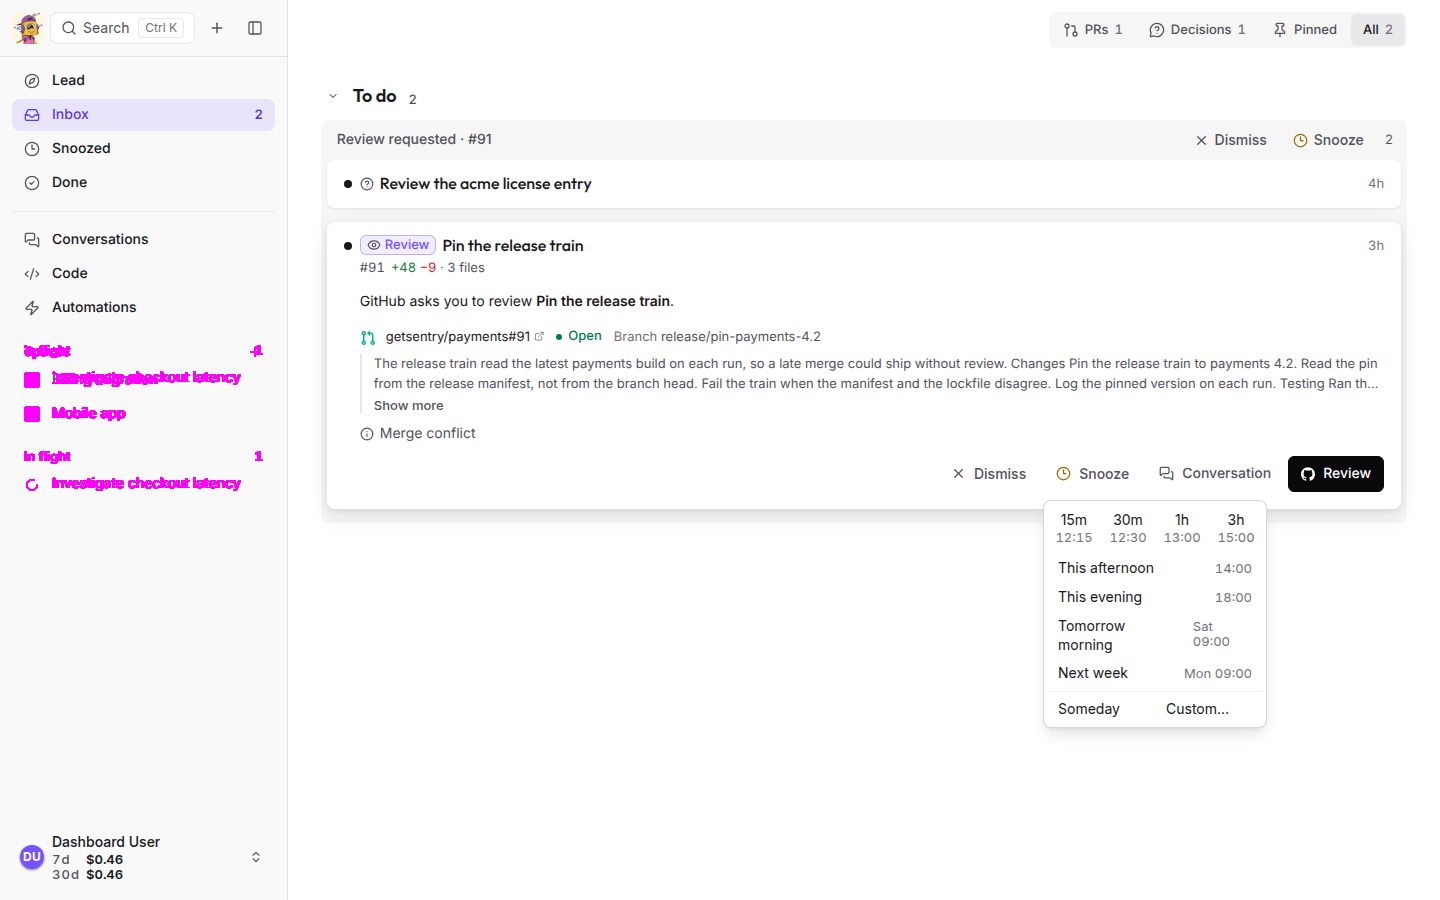 Search Ctrl K
Lead
Inbox 2
Snoozed
Done
Conversations
Code
Automations
Mobile app
In flight 1
Investigate checkout latency
DU Dashboard User
7d $0.46
30d $0.46
PRs 1 Decisions 1 Pinned All 2
To do 2
Review requested · #91 Dismiss Snooze 2
Review the acme license entry 4h
Review Pin the release train 3h
#91 +48 −9 · 3 files
GitHub asks you to review Pin the release train.
getsentry/payments#91 Open Branch release/pin-payments-4.2
The release train read the latest payments build on each run, so a late merge could ship without review. Changes Pin the release train to payments 4.2. Read the pin
from the release manifest, not from the branch head. Fail the train when the manifest and the lockfile disagree. Log the pinned version on each run. Testing Ran th...
Show more
Merge conflict
Dismiss Snooze Conversation Review
15m 30m 1h 3h
12:15 12:30 13:00 15:00
This afternoon 14:00
This evening 18:00
Tomorrow morning Sat 09:00
Next week Mon 09:00
Someday Custom...